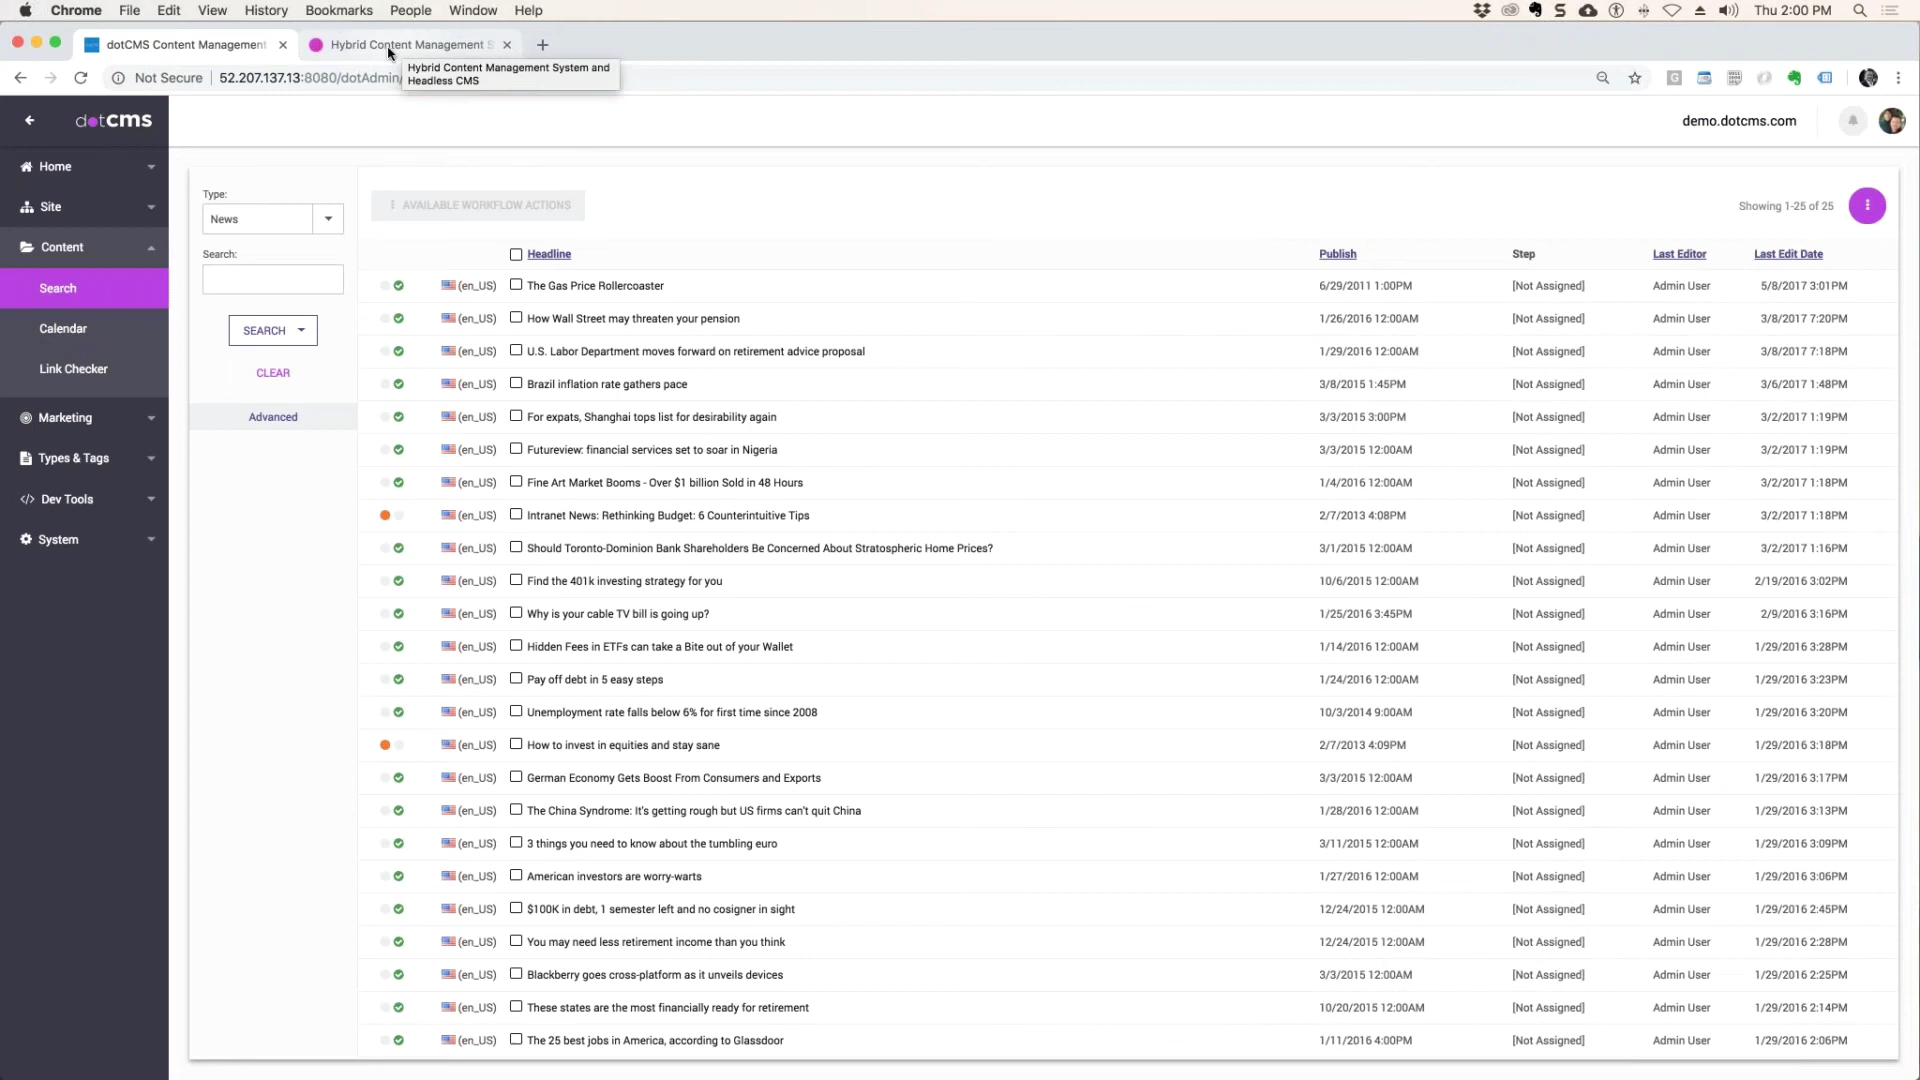 Chrome File Edit View History Bookmarks People Window Help Thu 2:00 PM
dotCMS Content Management Hybrid Content Management S
Not Secure 52.207.137.13:8080/dotAdmin/
Hybrid Content Management System and
Headless CMS
dotcms demo.dotcms.com
Home
Site
Content
Search
Calendar
Link Checker
Marketing
Types & Tags
Dev Tools
System
Type:
News
Search:
SEARCH
CLEAR
Advanced
AVAILABLE WORKFLOW ACTIONS Showing 1-25 of 25
Headline Publish Step Last Editor Last Edit Date
(en_US) The Gas Price Rollercoaster 6/29/2011 1:00PM [Not Assigned] Admin User 5/8/2017 3:01PM
(en_US) How Wall Street may threaten your pension 1/26/2016 12:00AM [Not Assigned] Admin User 3/8/2017 7:20PM
(en_US) U.S. Labor Department moves forward on retirement advice proposal 1/29/2016 12:00AM [Not Assigned] Admin User 3/8/2017 7:18PM
(en_US) Brazil inflation rate gathers pace 3/8/2015 1:45PM [Not Assigned] Admin User 3/6/2017 1:48PM
(en_US) For expats, Shanghai tops list for desirability again 3/3/2015 3:00PM [Not Assigned] Admin User 3/2/2017 1:19PM
(en_US) Futureview: financial services set to soar in Nigeria 3/3/2015 12:00AM [Not Assigned] Admin User 3/2/2017 1:19PM
(en_US) Fine Art Market Booms - Over $1 billion Sold in 48 Hours 1/4/2016 12:00AM [Not Assigned] Admin User 3/2/2017 1:18PM
(en_US) Intranet News: Rethinking Budget: 6 Counterintuitive Tips 2/7/2013 4:08PM [Not Assigned] Admin User 3/2/2017 1:18PM
(en_US) Should Toronto-Dominion Bank Shareholders Be Concerned About Stratospheric Home Prices? 3/1/2015 12:00AM [Not Assigned] Admin User 3/2/2017 1:16PM
(en_US) Find the 401k investing strategy for you 10/6/2015 12:00AM [Not Assigned] Admin User 2/19/2016 3:02PM
(en_US) Why is your cable TV bill is going up? 1/25/2016 3:45PM [Not Assigned] Admin User 2/9/2016 3:16PM
(en_US) Hidden Fees in ETFs can take a Bite out of your Wallet 1/14/2016 12:00AM [Not Assigned] Admin User 1/29/2016 3:28PM
(en_US) Pay off debt in 5 easy steps 1/24/2016 12:00AM [Not Assigned] Admin User 1/29/2016 3:23PM
(en_US) Unemployment rate falls below 6% for first time since 2008 10/3/2014 9:00AM [Not Assigned] Admin User 1/29/2016 3:20PM
(en_US) How to invest in equities and stay sane 2/7/2013 4:09PM [Not Assigned] Admin User 1/29/2016 3:18PM
(en_US) German Economy Gets Boost From Consumers and Exports 3/3/2015 12:00AM [Not Assigned] Admin User 1/29/2016 3:17PM
(en_US) The China Syndrome: It's getting rough but US firms can't quit China 1/28/2016 12:00AM [Not Assigned] Admin User 1/29/2016 3:13PM
(en_US) 3 things you need to know about the tumbling euro 3/11/2015 12:00AM [Not Assigned] Admin User 1/29/2016 3:09PM
(en_US) American investors are worry-warts 1/27/2016 12:00AM [Not Assigned] Admin User 1/29/2016 3:06PM
(en_US) $100K in debt, 1 semester left and no cosigner in sight 12/24/2015 12:00AM [Not Assigned] Admin User 1/29/2016 2:45PM
(en_US) You may need less retirement income than you think 12/24/2015 12:00AM [Not Assigned] Admin User 1/29/2016 2:28PM
(en_US) Blackberry goes cross-platform as it unveils devices 3/3/2015 12:00AM [Not Assigned] Admin User 1/29/2016 2:25PM
(en_US) These states are the most financially ready for retirement 10/20/2015 12:00AM [Not Assigned] Admin User 1/29/2016 2:14PM
(en_US) The 25 best jobs in America, according to Glassdoor 1/11/2016 4:00PM [Not Assigned] Admin User 1/29/2016 2:06PM